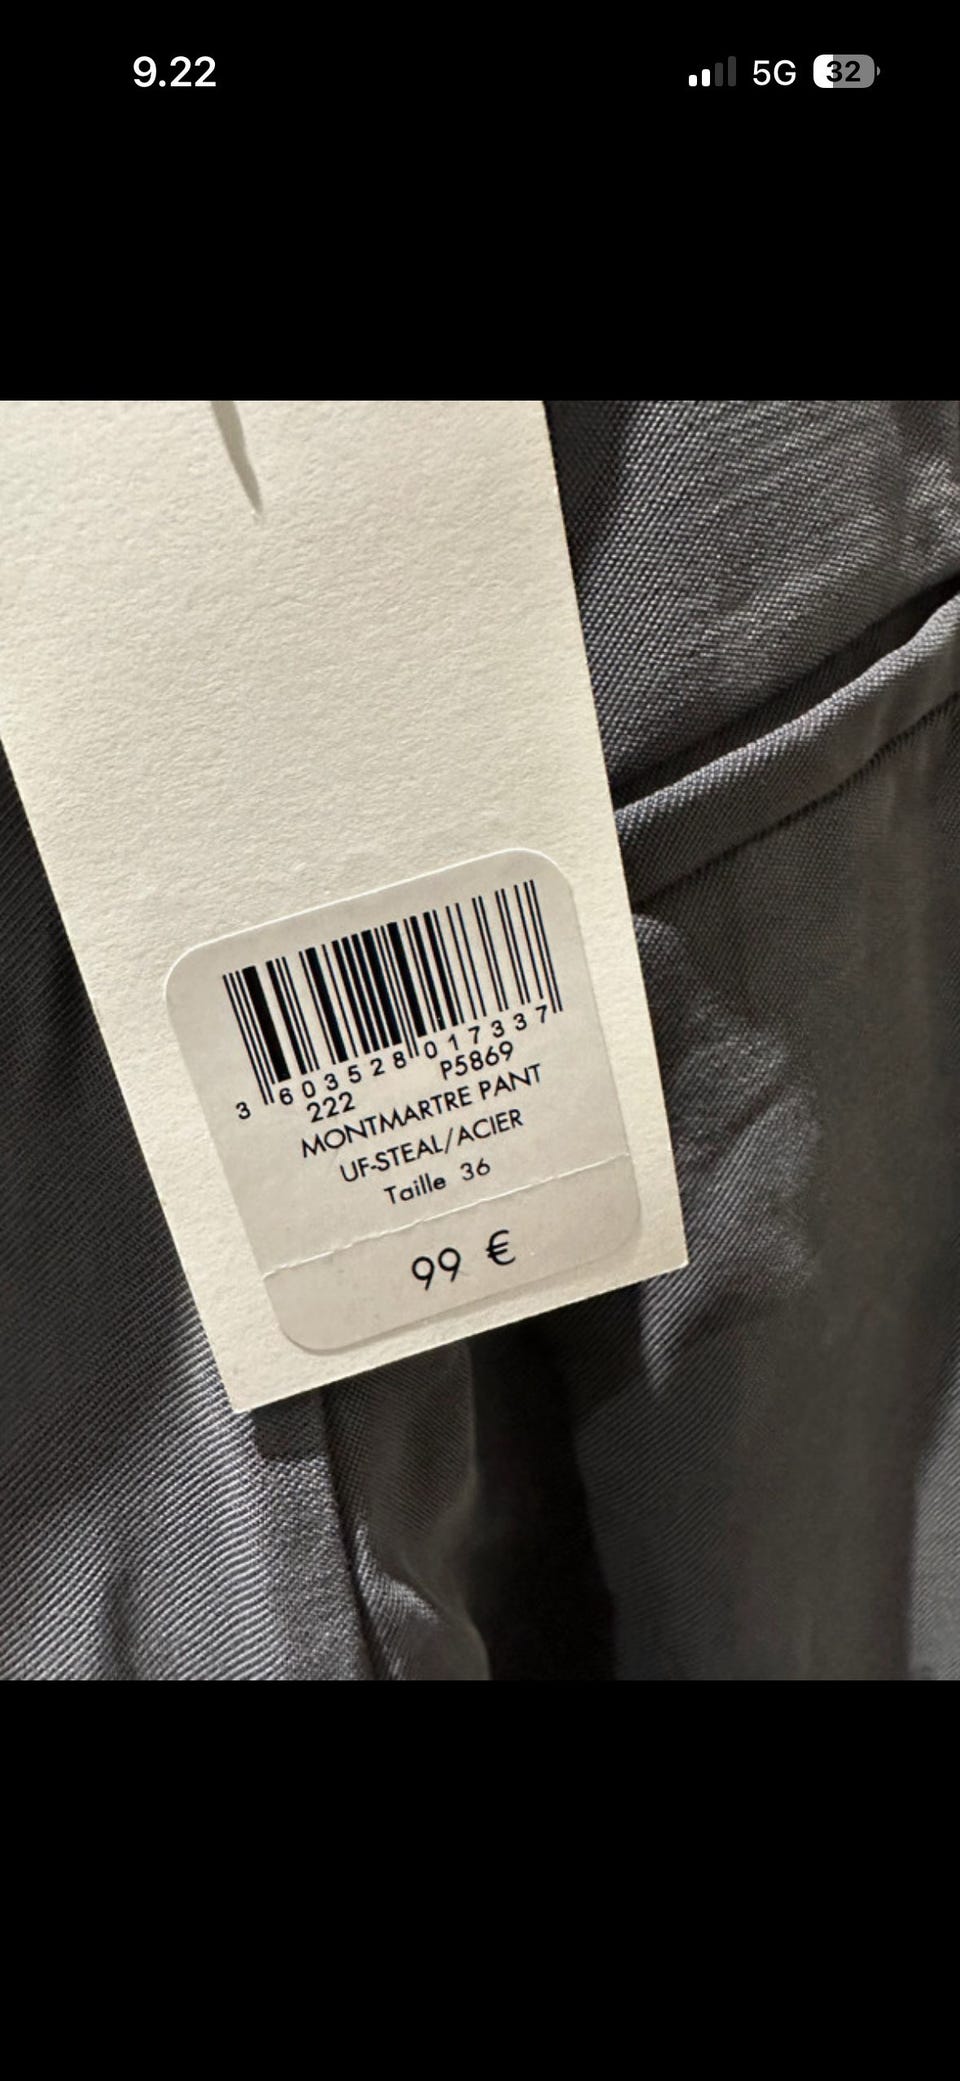 9.22 5G 32
3 603528 017337
222 P5869
MONTMARTRE PANT
UF-STEAL/ACIER
Taille 36
99 €